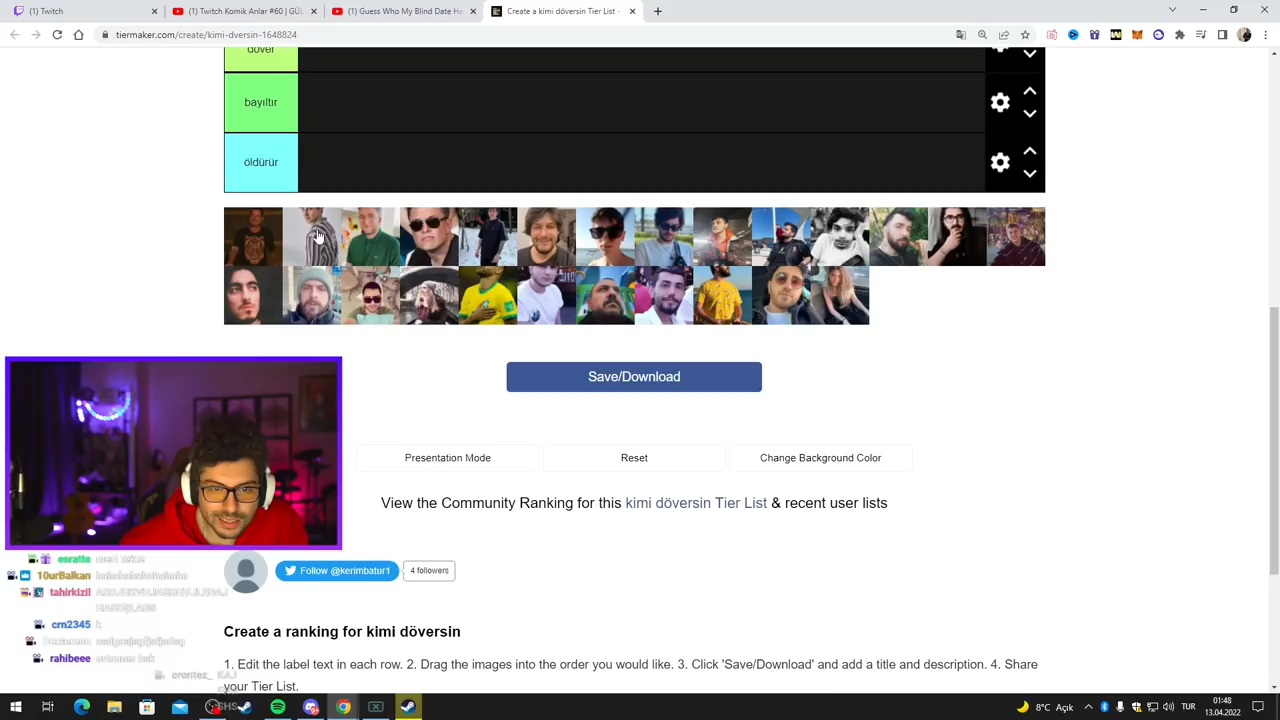 (1) Twitch
(1) Twitch Konuklar #60 GÜL
(1) Guess Who My Blind Date Ha
Create a kimi döversin Tier List -
tiermaker.com/create/kimi-dversin-1648824
döver
bayıltır
öldürür
Save/Download
Presentation Mode
Reset
Change Background Color
View the Community Ranking for this kimi döversin Tier List & recent user lists
enratte
10urBalkan
tahirkizil
crn2345 k
rahibeee
crontez_ KAJ
SHS
Follow @kerimbatur1
4 followers
Create a ranking for kimi döversin
1. Edit the label text in each row. 2. Drag the images into the order you would like. 3. Click 'Save/Download' and add a title and description. 4. Share
your Tier List.
8°C Açık
TUR
01:48
13.04.2022